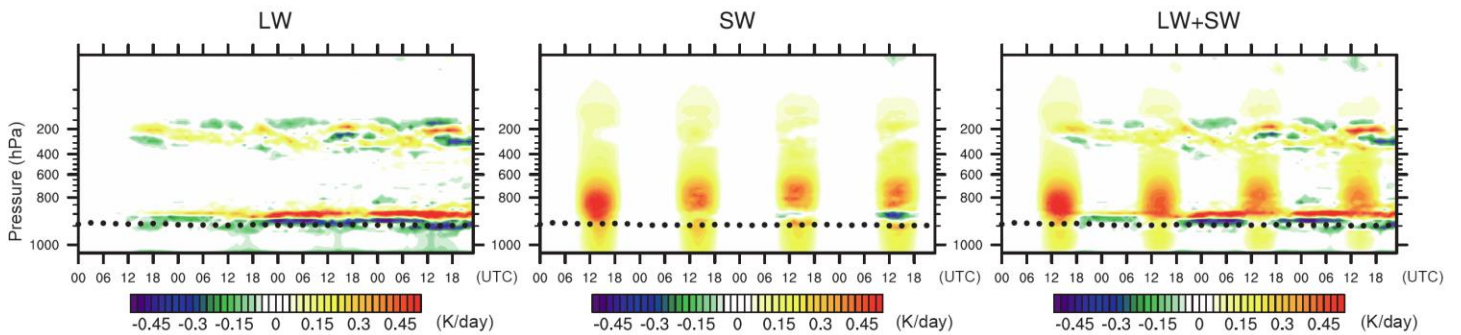 LW SW LW+SW
Pressure (hPa)
200 200 200
400 400 400
600 600 600
800 800 800
1000 1000 1000
00 06 12 18 00 06 12 18 00 06 12 18 00 06 12 18 (UTC) 00 06 12 18 00 06 12 18 00 06 12 18 00 06 12 18 (UTC) 00 06 12 18 00 06 12 18 00 06 12 18 00 06 12 18 (UTC)
-0.45 -0.3 -0.15 0 0.15 0.3 0.45 (K/day) -0.45 -0.3 -0.15 0 0.15 0.3 0.45 (K/day) -0.45 -0.3 -0.15 0 0.15 0.3 0.45 (K/day)